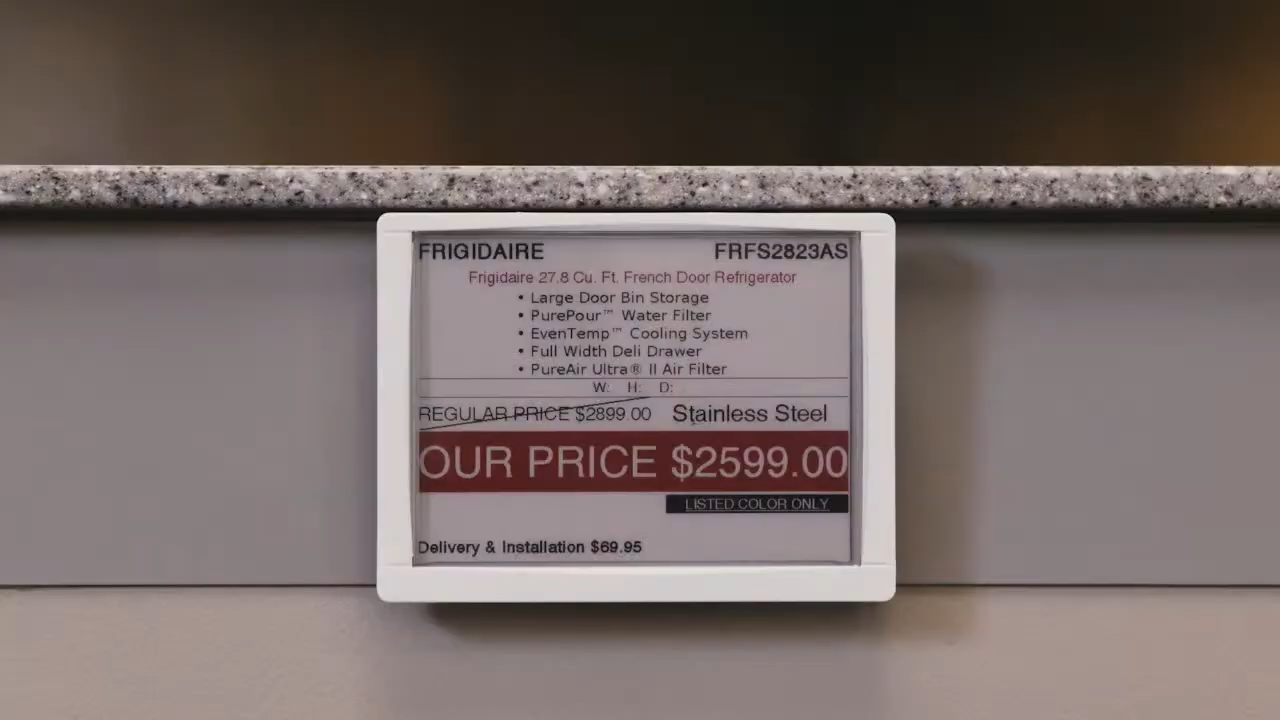 FRIGIDAIRE FRFS2823AS
Frigidaire 27.8 Cu. Ft. French Door Refrigerator
• Large Door Bin Storage
• PurePour™ Water Filter
• EvenTemp™ Cooling System
• Full Width Deli Drawer
• PureAir Ultra® II Air Filter
W: H: D:
REGULAR PRICE $2899.00 Stainless Steel
OUR PRICE $2599.00
LISTED COLOR ONLY
Delivery & Installation $69.95